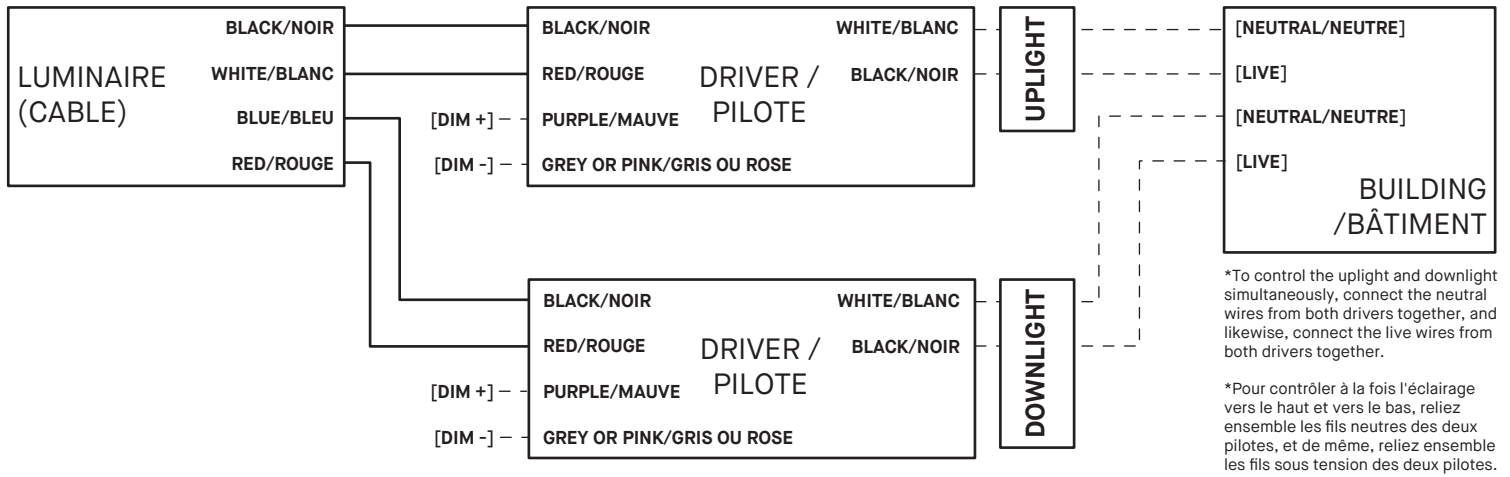 LUMINAIRE
(CABLE)
BLACK/NOIR
WHITE/BLANC
BLUE/BLEU
RED/ROUGE
BLACK/NOIR
RED/ROUGE
[DIM +]
PURPLE/MAUVE
[DIM -]
GREY OR PINK/GRIS OU ROSE
DRIVER /
PILOTE
WHITE/BLANC
BLACK/NOIR
UPLIGHT
[NEUTRAL/NEUTRE]
[LIVE]
[NEUTRAL/NEUTRE]
[LIVE]
BUILDING
/BÂTIMENT
BLACK/NOIR
RED/ROUGE
[DIM +]
PURPLE/MAUVE
[DIM -]
GREY OR PINK/GRIS OU ROSE
DRIVER /
PILOTE
WHITE/BLANC
BLACK/NOIR
DOWNLIGHT
*To control the uplight and downlight
simultaneously, connect the neutral
wires from both drivers together, and
likewise, connect the live wires from
both drivers together.
*Pour contrôler à la fois l'éclairage
vers le haut et vers le bas, reliez
ensemble les fils neutres des deux
pilotes, et de même, reliez ensemble
les fils sous tension des deux pilotes.